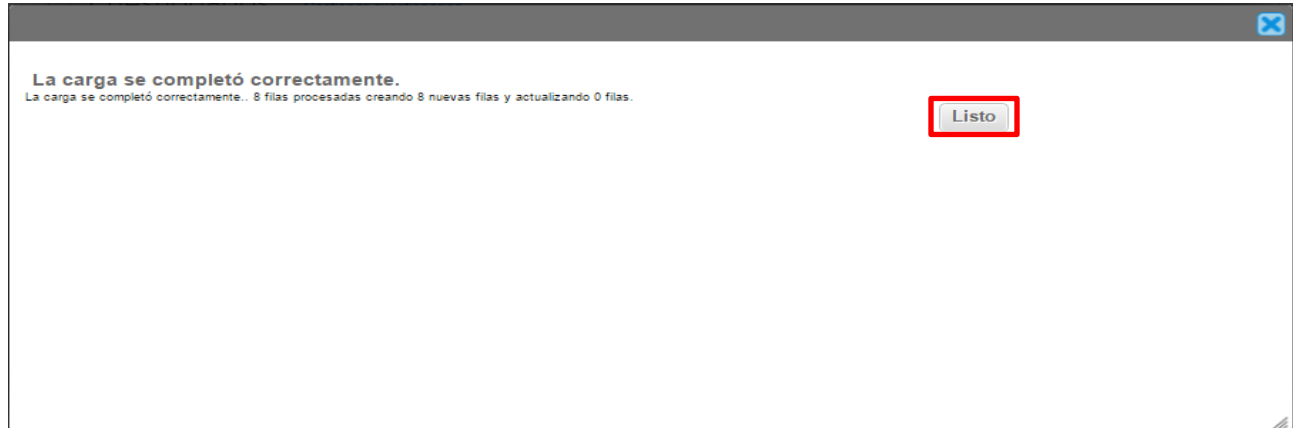 La carga se completó correctamente.
La carga se completó correctamente.. 8 filas procesadas creando 8 nuevas filas y actualizando 0 filas.
Listo